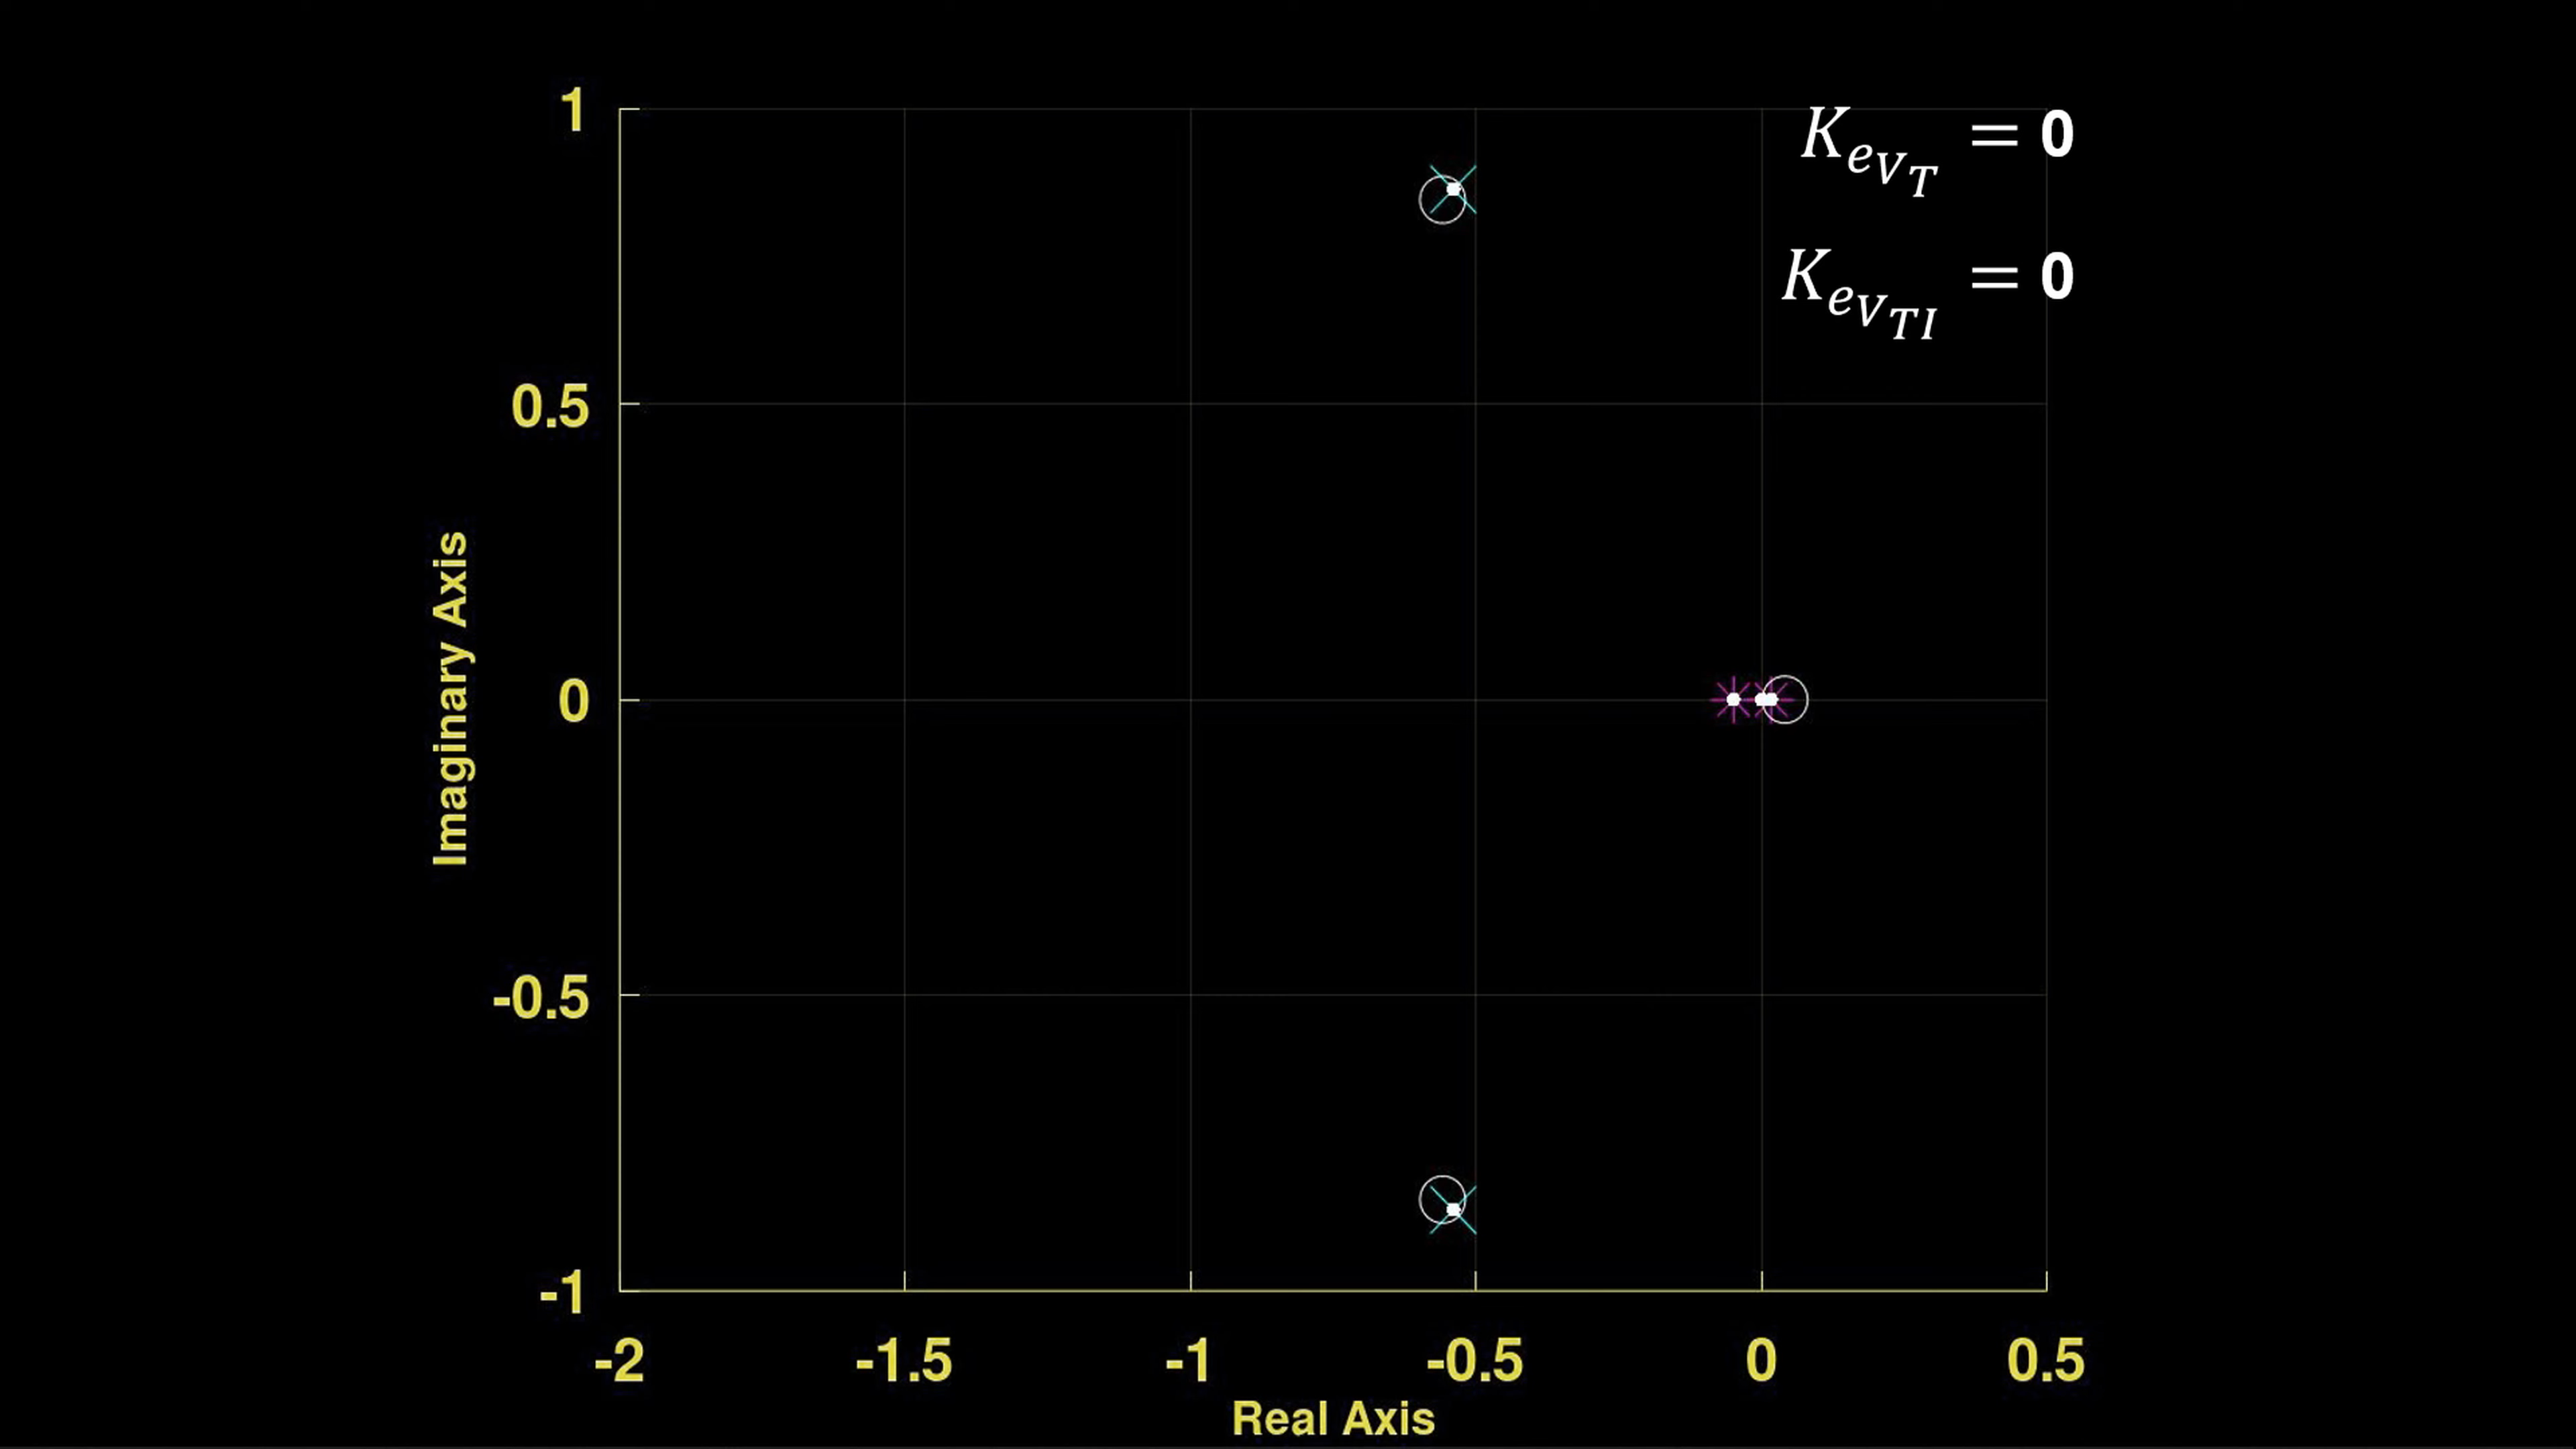 K_{e_{V_T}} = 0
K_{e_{V_{TI}}} = 0
1
0.5
0
-0.5
-1
Imaginary Axis
-2 -1.5 -1 -0.5 0 0.5
Real Axis